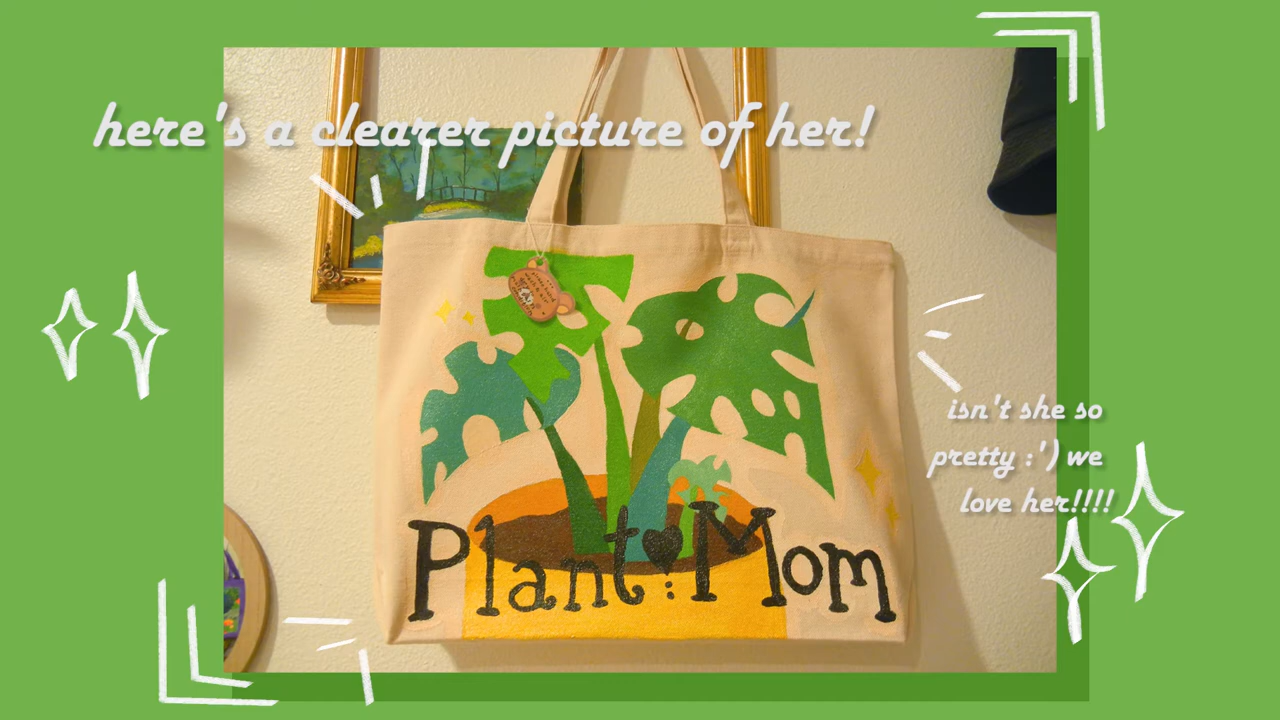 here's a clearer picture of her!
isn't she so
pretty :') we
love her!!!!
Plant Mom